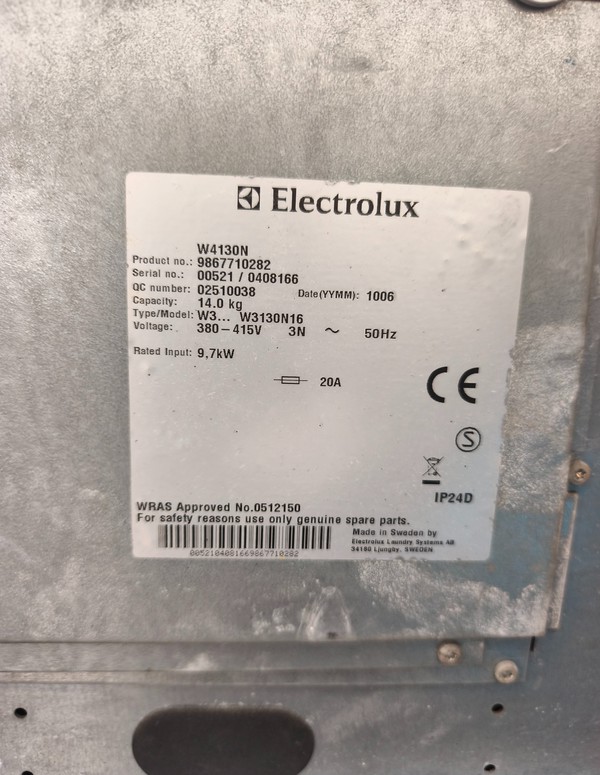 Electrolux
W4130N
Product no.: 9867710282
Serial no.: 00521 / 0408166
QC number: 02510038 Date(YYMM): 1006
Capacity: 14.0 kg
Type/Model: W3... W3130N16
Voltage: 380-415V 3N ~ 50Hz
Rated Input: 9,7kW
20A
CE
S
IP24D
WRAS Approved No.0512150
For safety reasons use only genuine spare parts.
Made in Sweden by
Electrolux Laundry Systems AB
34180 Ljungby, SWEDEN
0052104081669867710282